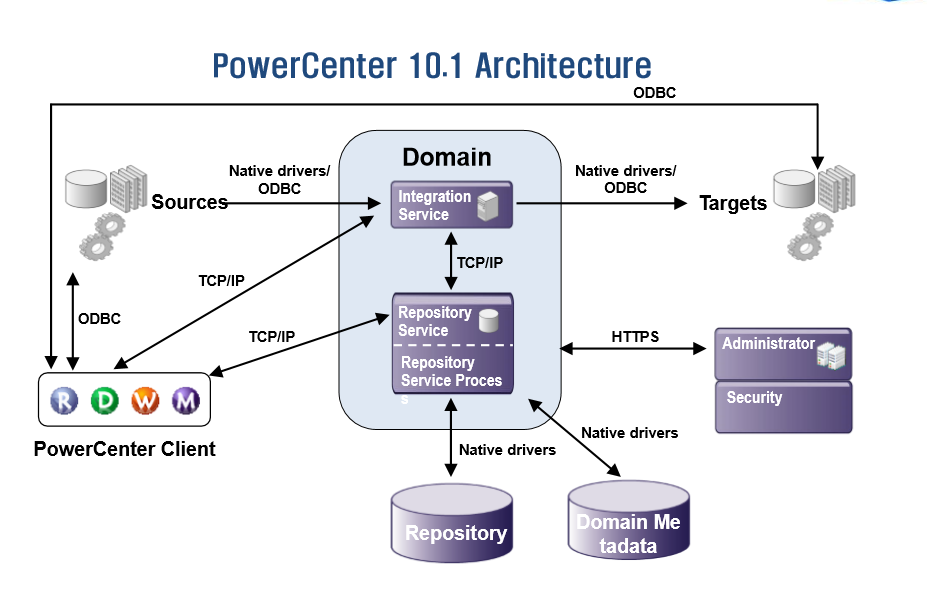 PowerCenter 10.1 Architecture
ODBC
Domain
Native drivers/
ODBC
Native drivers/
ODBC
Sources
Integration
Service
Targets
TCP/IP
TCP/IP
ODBC
TCP/IP
Repository
Service
Repository
Service Proces
s
HTTPS
Administrator
Security
R D W M
PowerCenter Client
Native drivers
Native drivers
Repository
Domain Me
tadata